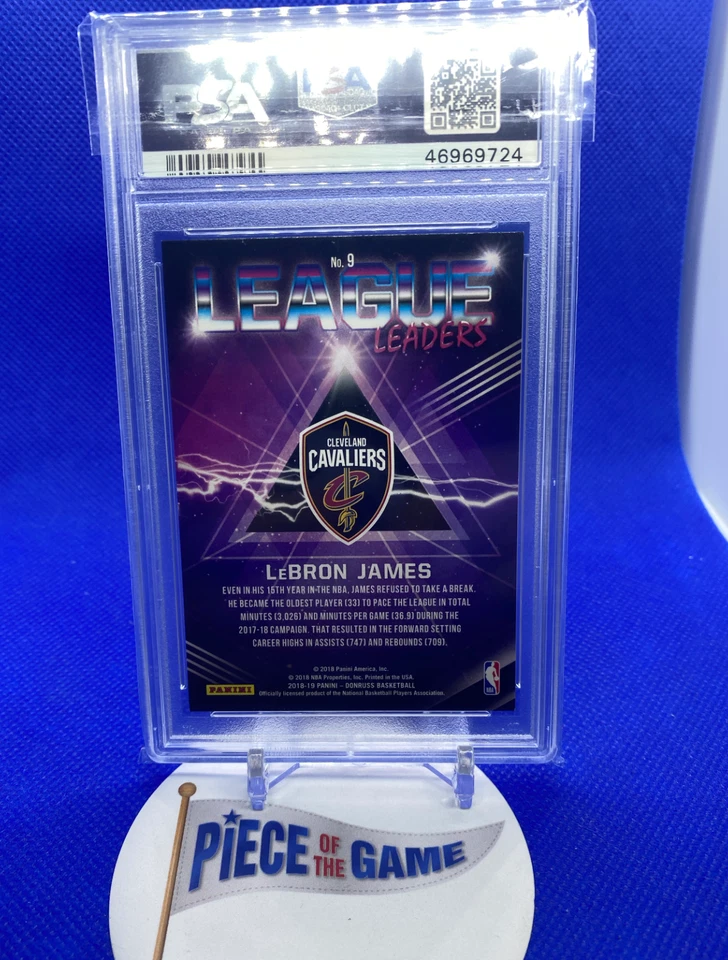 PSA
46969724
No. 9
LEAGUE
LEADERS
CLEVELAND
CAVALIERS
C
LeBRON JAMES
EVEN IN HIS 15TH YEAR IN THE NBA, JAMES REFUSED TO TAKE A BREAK.
HE BECAME THE OLDEST PLAYER (33) TO PACE THE LEAGUE IN TOTAL
MINUTES (3,026) AND MINUTES PER GAME (36.9) DURING THE
2017-18 CAMPAIGN. THAT RESULTED IN THE FORWARD SETTING
CAREER HIGHS IN ASSISTS (747) AND REBOUNDS (709).
© 2018 Panini America, Inc.
© 2018 NBA Properties, Inc. Printed in the USA.
2018-19 PANINI – DONRUSS BASKETBALL
Officially licensed product of the National Basketball Players Association.
PANINI
NBA
PIECE OF THE GAME